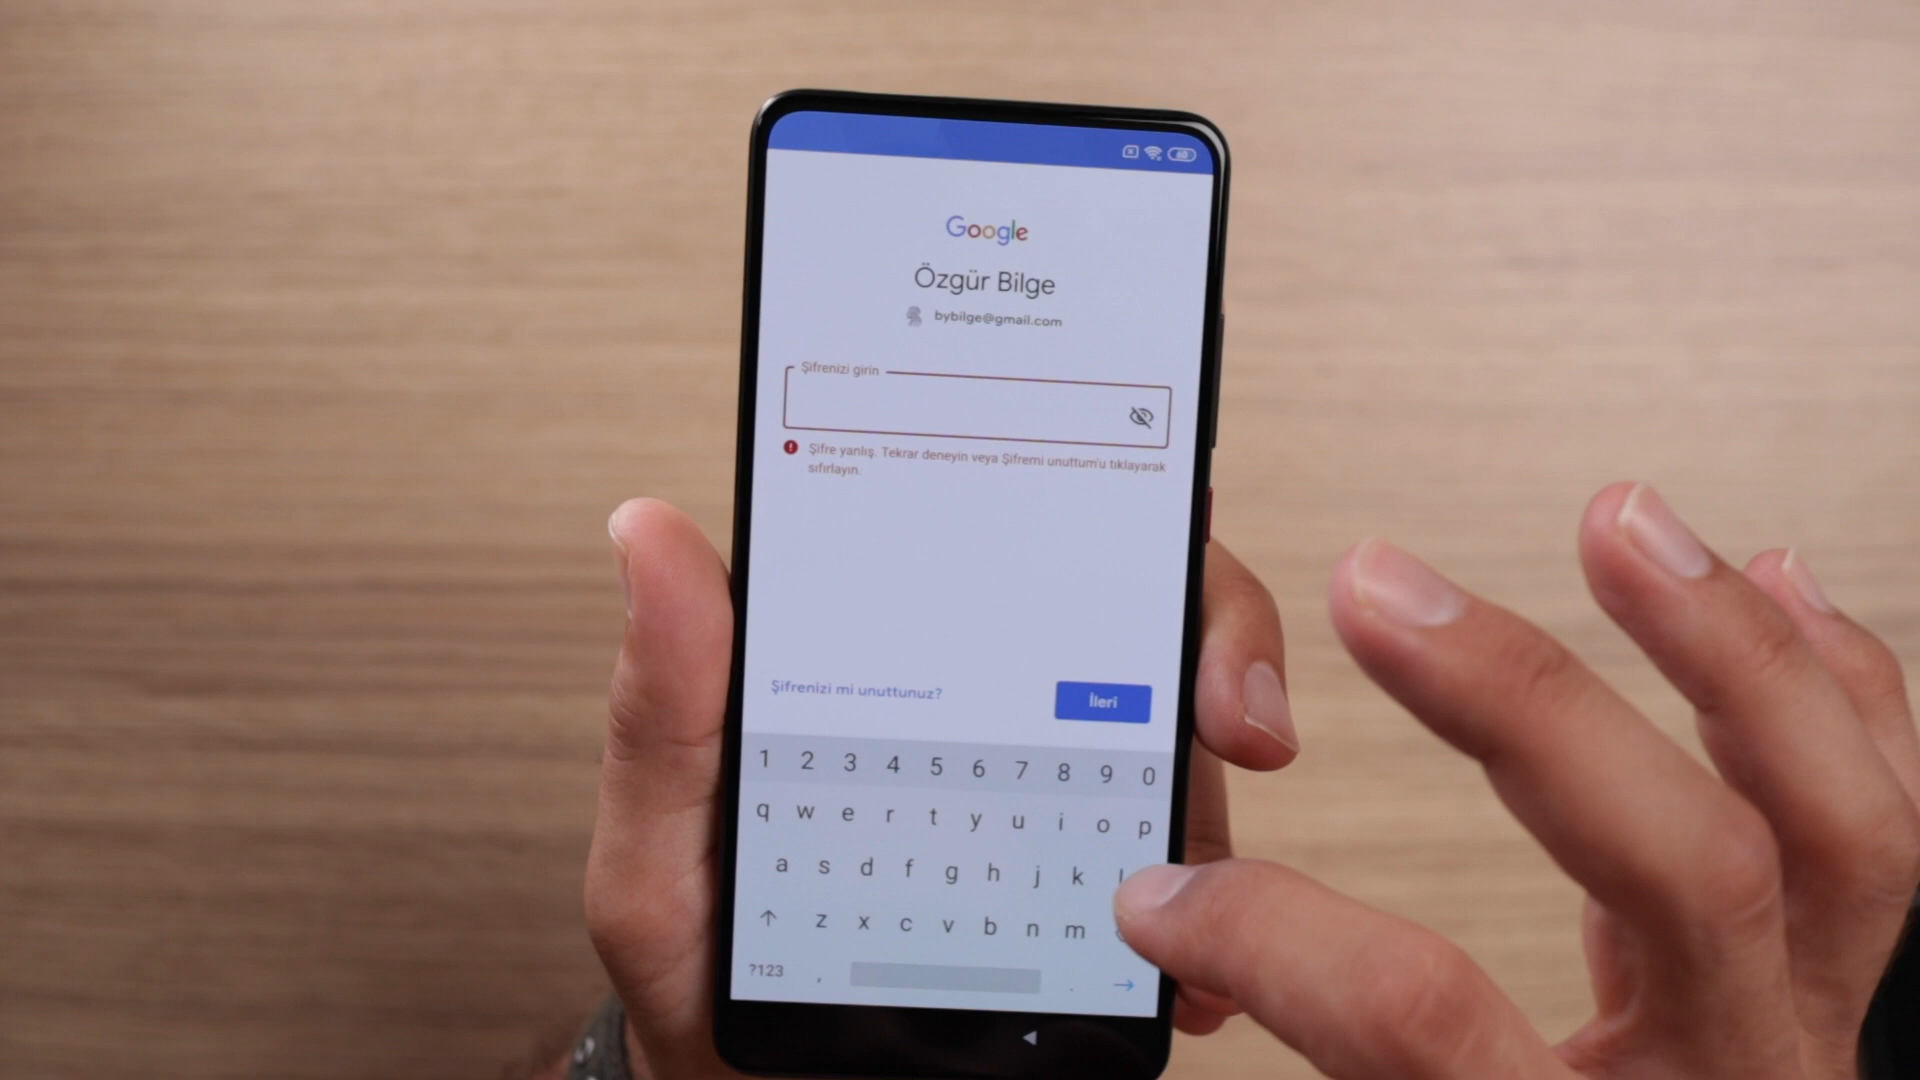 60
Google
Özgür Bilge
bybilge@gmail.com
Şifrenizi girin
Şifre yanlış. Tekrar deneyin veya Şifremi unuttum'u tıklayarak
sıfırlayın.
Şifrenizi mi unuttunuz?
İleri
1 2 3 4 5 6 7 8 9 0
q w e r t y u i o p
a s d f g h j k l
z x c v b n m
?123 , .